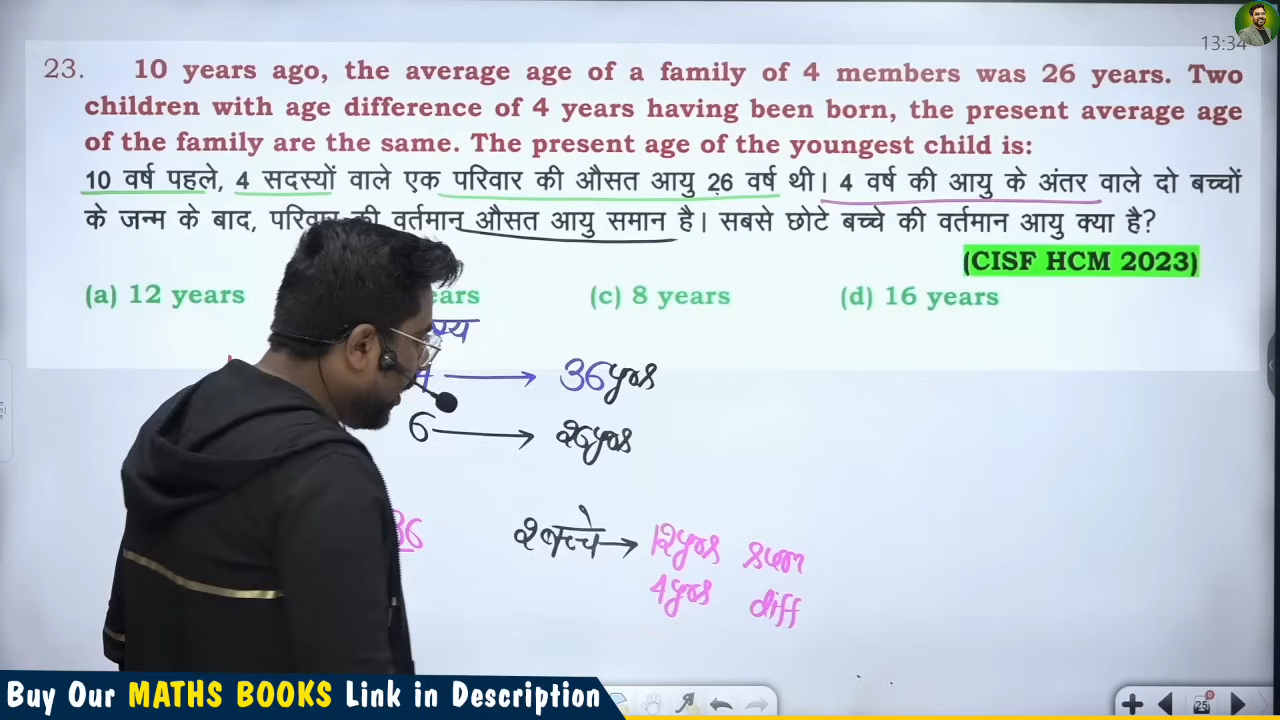 13:34
23. 10 years ago, the average age of a family of 4 members was 26 years. Two
children with age difference of 4 years having been born, the present average age
of the family are the same. The present age of the youngest child is:
10 वर्ष पहले, 4 सदस्यों वाले एक परिवार की औसत आयु 26 वर्ष थी। 4 वर्ष की आयु के अंतर वाले दो बच्चों
के जन्म के बाद, परिवार की वर्तमान औसत आयु समान है। सबसे छोटे बच्चे की वर्तमान आयु क्या है?
(CISF HCM 2023)
(a) 12 years (c) 8 years (d) 16 years
4 → 36yrs
6 → 26yrs
36 2 बच्चे → 12yrs sum
4yrs diff
Buy Our MATHS BOOKS Link in Description
25